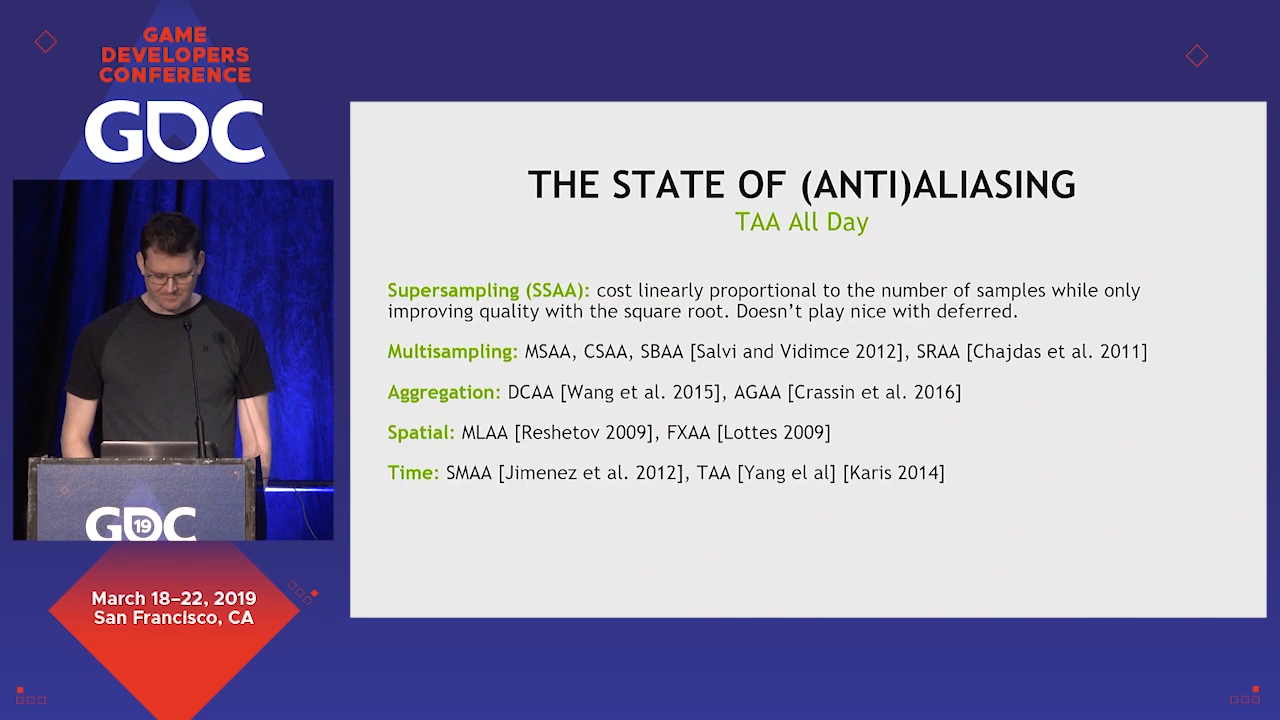 GAME
DEVELOPERS
CONFERENCE
GDC
THE STATE OF (ANTI)ALIASING
TAA All Day
Supersampling (SSAA): cost linearly proportional to the number of samples while only
improving quality with the square root. Doesn't play nice with deferred.
Multisampling: MSAA, CSAA, SBAA [Salvi and Vidimce 2012], SRAA [Chajdas et al. 2011]
Aggregation: DCAA [Wang et al. 2015], AGAA [Crassin et al. 2016]
Spatial: MLAA [Reshetov 2009], FXAA [Lottes 2009]
Time: SMAA [Jimenez et al. 2012], TAA [Yang el al] [Karis 2014]
GDC
19
March 18–22, 2019
San Francisco, CA